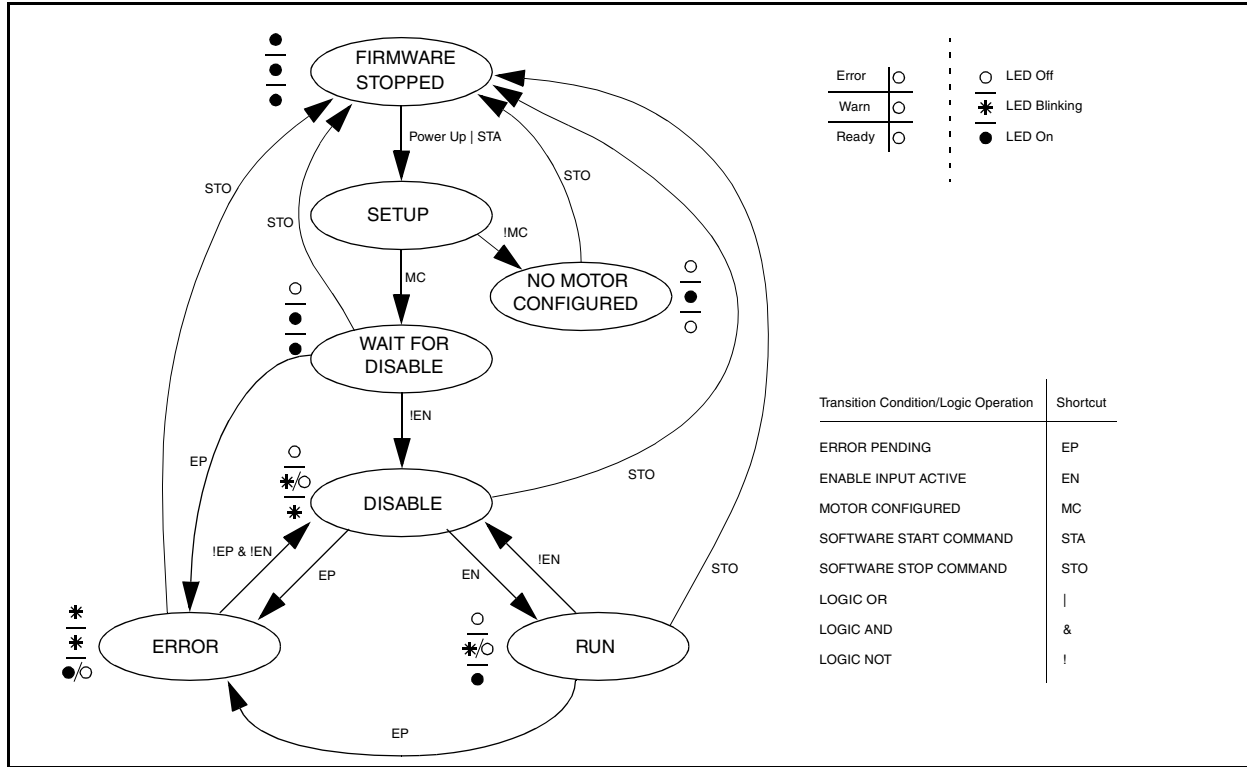 FIRMWARE
STOPPED
Error
Warn
Ready
LED Off
LED Blinking
LED On
Power Up | STA
STO
STO
STO
SETUP
!MC
MC
NO MOTOR
CONFIGURED
WAIT FOR
DISABLE
!EN
EP
STO
DISABLE
!EP & !EN
EP
EN
!EN
STO
ERROR
RUN
EP
Transition Condition/Logic Operation Shortcut
ERROR PENDING EP
ENABLE INPUT ACTIVE EN
MOTOR CONFIGURED MC
SOFTWARE START COMMAND STA
SOFTWARE STOP COMMAND STO
LOGIC OR |
LOGIC AND &
LOGIC NOT !